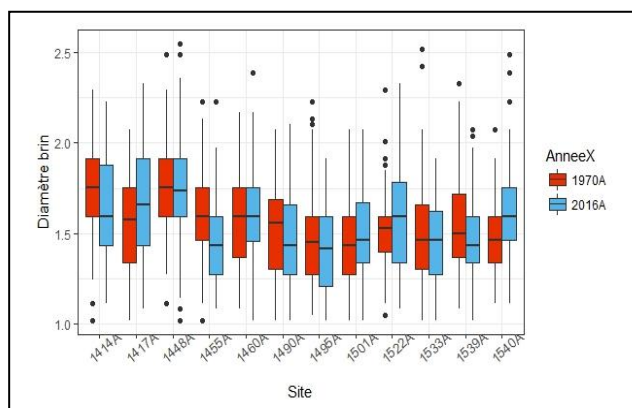 2.5
2.0
1.5
1.0
Diamètre brin
1414A
1417A
1448A
1455A
1460A
1490A
1495A
1501A
1522A
1533A
1539A
1540A
Site
AnneeX
1970A
2016A